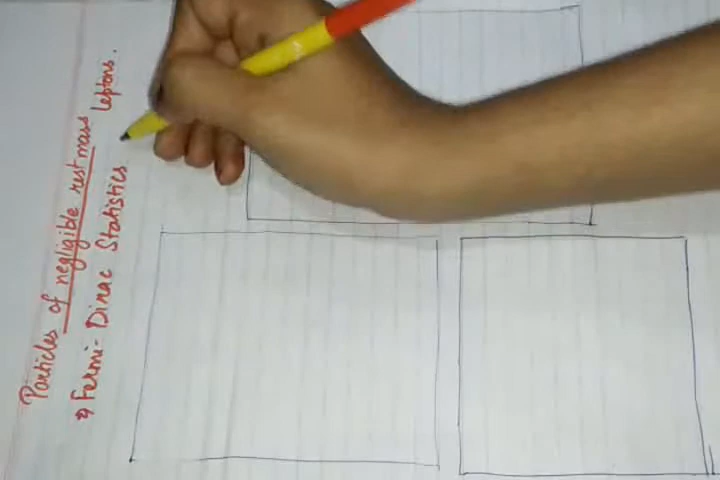 Particles of negligible rest mass
⇒ Fermi- Dirac Statistics leptons.